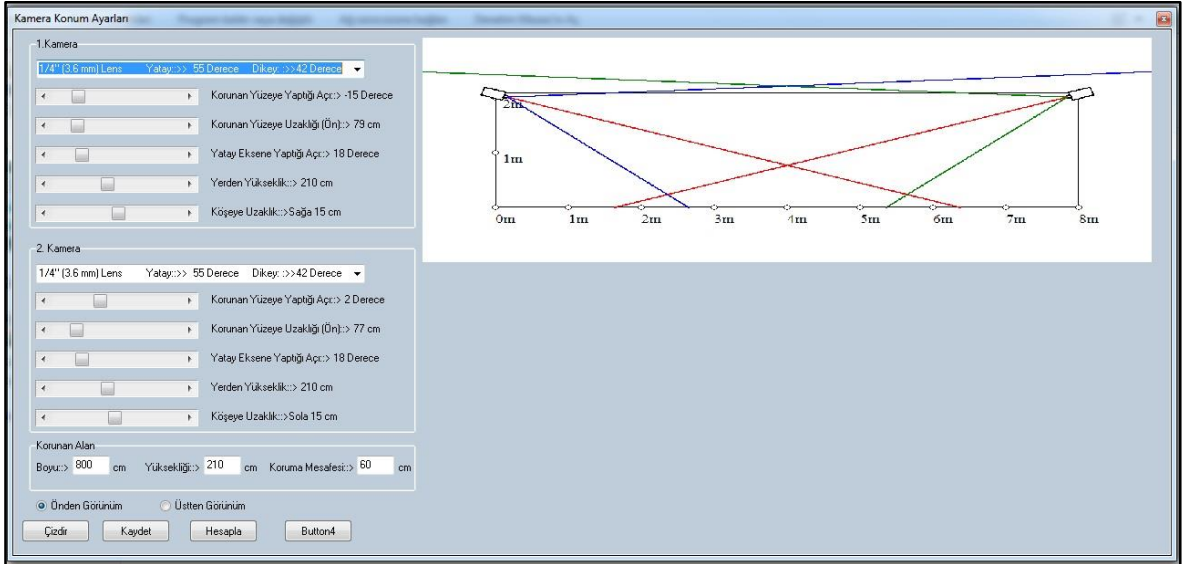 Kamera Konum Ayarları
1.Kamera
1/4'' (3.6 mm) Lens Yatay::>> 55 Derece Dikey: :>>42 Derece
Korunan Yüzeye Yaptığı Açı::> -15 Derece
Korunan Yüzeye Uzaklığı (Ön)::> 79 cm
Yatay Eksene Yaptığı Açı::> 18 Derece
Yerden Yükseklik::> 210 cm
Köşeye Uzaklık::>Sağa 15 cm
2. Kamera
1/4'' (3.6 mm) Lens Yatay::>> 55 Derece Dikey: :>>42 Derece
Korunan Yüzeye Yaptığı Açı::> 2 Derece
Korunan Yüzeye Uzaklığı (Ön)::> 77 cm
Yatay Eksene Yaptığı Açı::> 18 Derece
Yerden Yükseklik::> 210 cm
Köşeye Uzaklık::>Sola 15 cm
Korunan Alan
Boyu::> 800 cm Yüksekliği::> 210 cm Koruma Mesafesi::> 60 cm
Önden Görünüm Üstten Görünüm
Çizdir Kaydet Hesapla Button4
2m
1m
0m 1m 2m 3m 4m 5m 6m 7m 8m